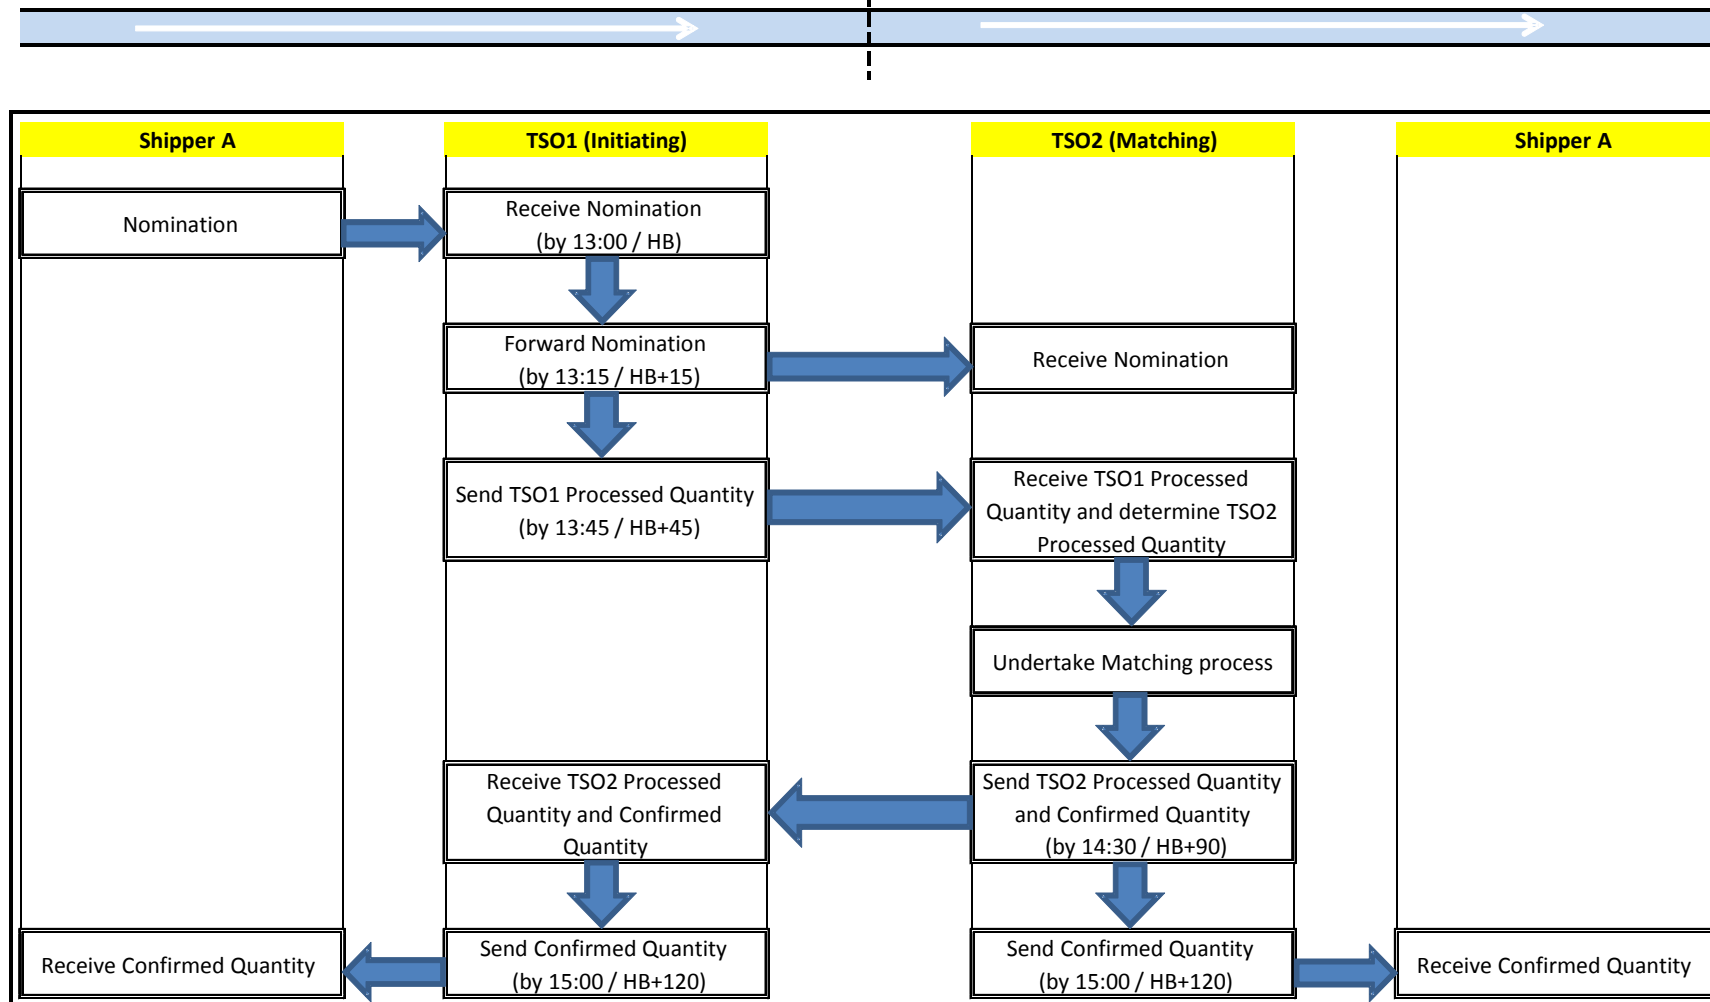 Shipper A
TSO1 (Initiating)
TSO2 (Matching)
Shipper A
Nomination
Receive Nomination
(by 13:00 / HB)
Forward Nomination
(by 13:15 / HB+15)
Receive Nomination
Send TSO1 Processed Quantity
(by 13:45 / HB+45)
Receive TSO1 Processed
Quantity and determine TSO2
Processed Quantity
Undertake Matching process
Receive TSO2 Processed
Quantity and Confirmed
Quantity
Send TSO2 Processed Quantity
and Confirmed Quantity
(by 14:30 / HB+90)
Receive Confirmed Quantity
Send Confirmed Quantity
(by 15:00 / HB+120)
Send Confirmed Quantity
(by 15:00 / HB+120)
Receive Confirmed Quantity